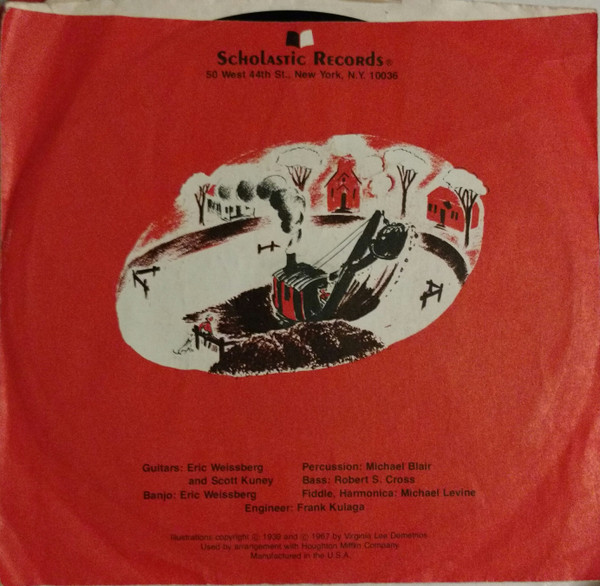 Scholastic Records®
50 West 44th St., New York, N.Y. 10036
Guitars: Eric Weissberg
and Scott Kuney
Banjo: Eric Weissberg
Percussion: Michael Blair
Bass: Robert S. Cross
Fiddle, Harmonica: Michael Levine
Engineer: Frank Kulaga
Illustrations copyright © 1939 and © 1967 by Virginia Lee Demetrios
Used by arrangement with Houghton Mifflin Company
Manufactured in the U.S.A.